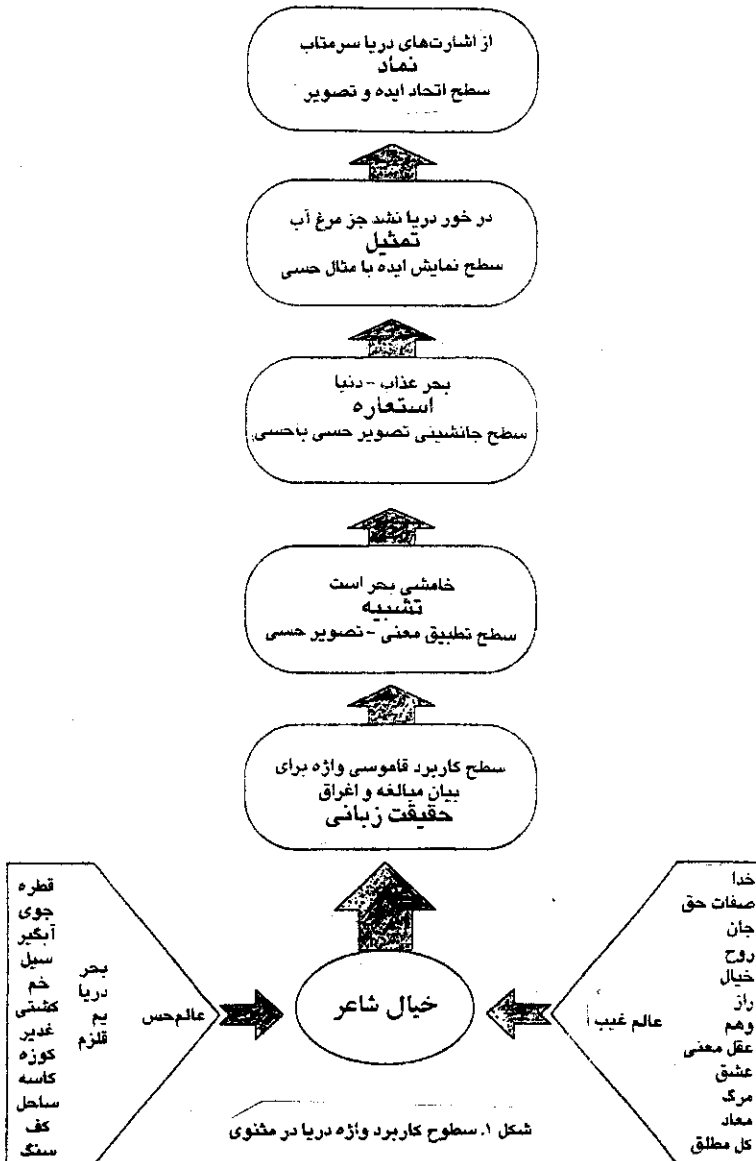 از اشارت‌های دریا سرمتاب
نماد
سطح اتحاد ایده و تصویر
در خور دریا نشد جز مرغ آب
تمثیل
سطح نمایش ایده با مثال حسی
بحر عذاب - دنیا
استعاره
سطح جانشینی تصویر حسی با حسی
خامشی بحر است
تشبیه
سطح تطبیق معنی - تصویر حسی
سطح کاربرد قاموسی واژه برای
بیان مبالغه و اغراق
حقیقت زبانی
خدا
صفات حق
جان
روح
خیال
راز
وهم
عقل معنی
عشق
مرگ
معاد
کل مطلق
عالم غیب
خیال شاعر
عالم حس
بحر
دریا
یم
قلزم
قطره
جوی
آبگیر
سیل
خم
کشتی
غدیر
کوزه
کاسه
ساحل
کف
سنگ
شکل ۱. سطوح کاربرد واژه دریا در مثنوی